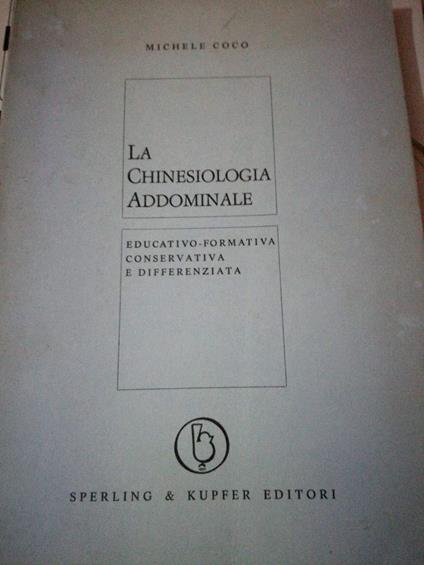 MICHELE COCO
LA
CHINESIOLOGIA
ADDOMINALE
EDUCATIVO-FORMATIVA
CONSERVATIVA
E DIFFERENZIATA
SPERLING & KUPFER EDITORI